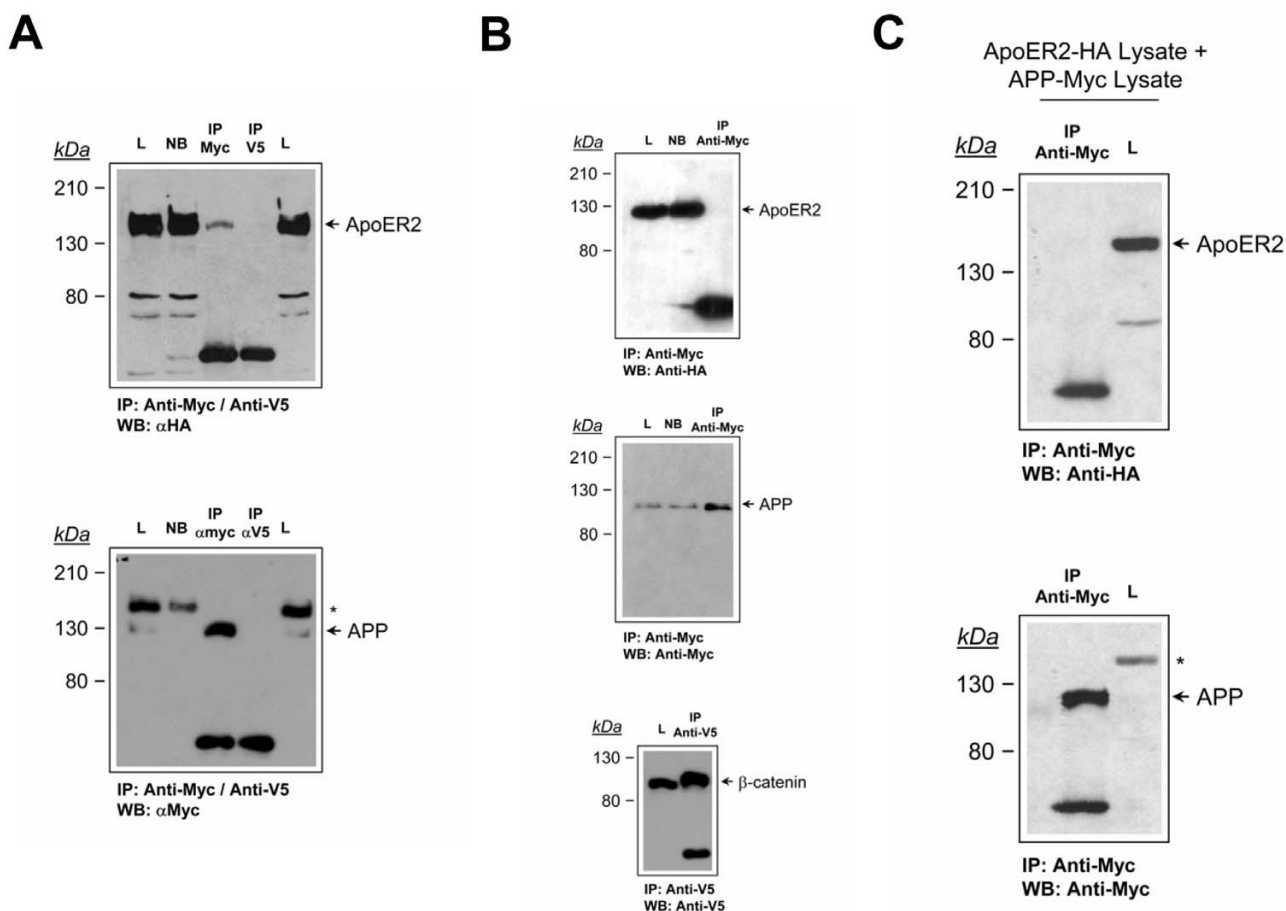 A
L NB IP Myc IP V5 L
kDa
210
130
80
ApoER2
IP: Anti-Myc / Anti-V5
WB: αHA
L NB IP αmyc IP αV5 L
kDa
210
130
80
*
APP
IP: Anti-Myc / Anti-V5
WB: αMyc
B
L NB IP Anti-Myc
kDa
210
130
80
ApoER2
IP: Anti-Myc
WB: Anti-HA
L NB IP Anti-Myc
kDa
210
130
80
APP
IP: Anti-Myc
WB: Anti-Myc
L IP Anti-V5
kDa
130
80
β-catenin
IP: Anti-V5
WB: Anti-V5
C
ApoER2-HA Lysate +
APP-Myc Lysate
IP Anti-Myc L
kDa
210
130
80
ApoER2
IP: Anti-Myc
WB: Anti-HA
IP Anti-Myc L
kDa
130
80
*
APP
IP: Anti-Myc
WB: Anti-Myc